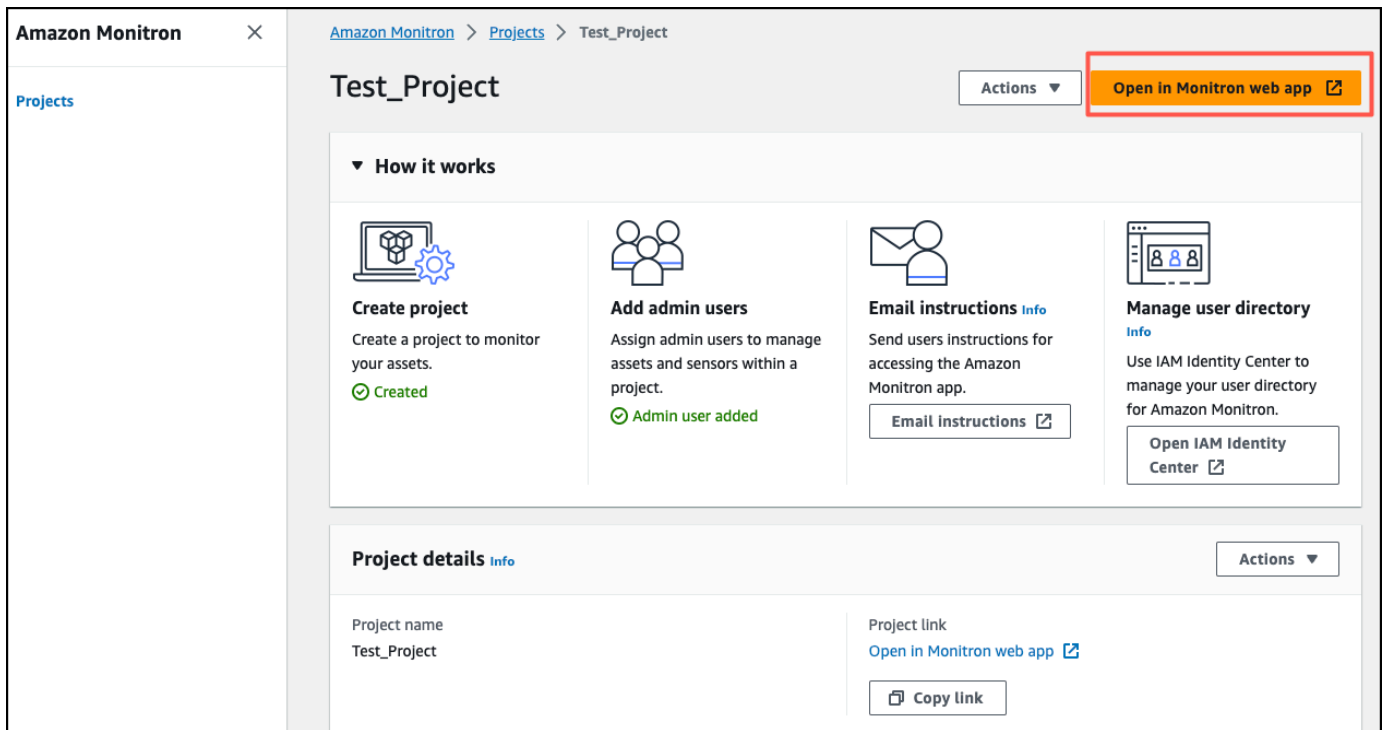 Amazon Monitron
Projects
Amazon Monitron > Projects > Test_Project
Test_Project
Actions
Open in Monitron web app
How it works
Create project
Create a project to monitor
your assets.
Created
Add admin users
Assign admin users to manage
assets and sensors within a
project.
Admin user added
Email instructions Info
Send users instructions for
accessing the Amazon
Monitron app.
Email instructions
Manage user directory
Info
Use IAM Identity Center to
manage your user directory
for Amazon Monitron.
Open IAM Identity
Center
Project details Info
Actions
Project name
Test_Project
Project link
Open in Monitron web app
Copy link